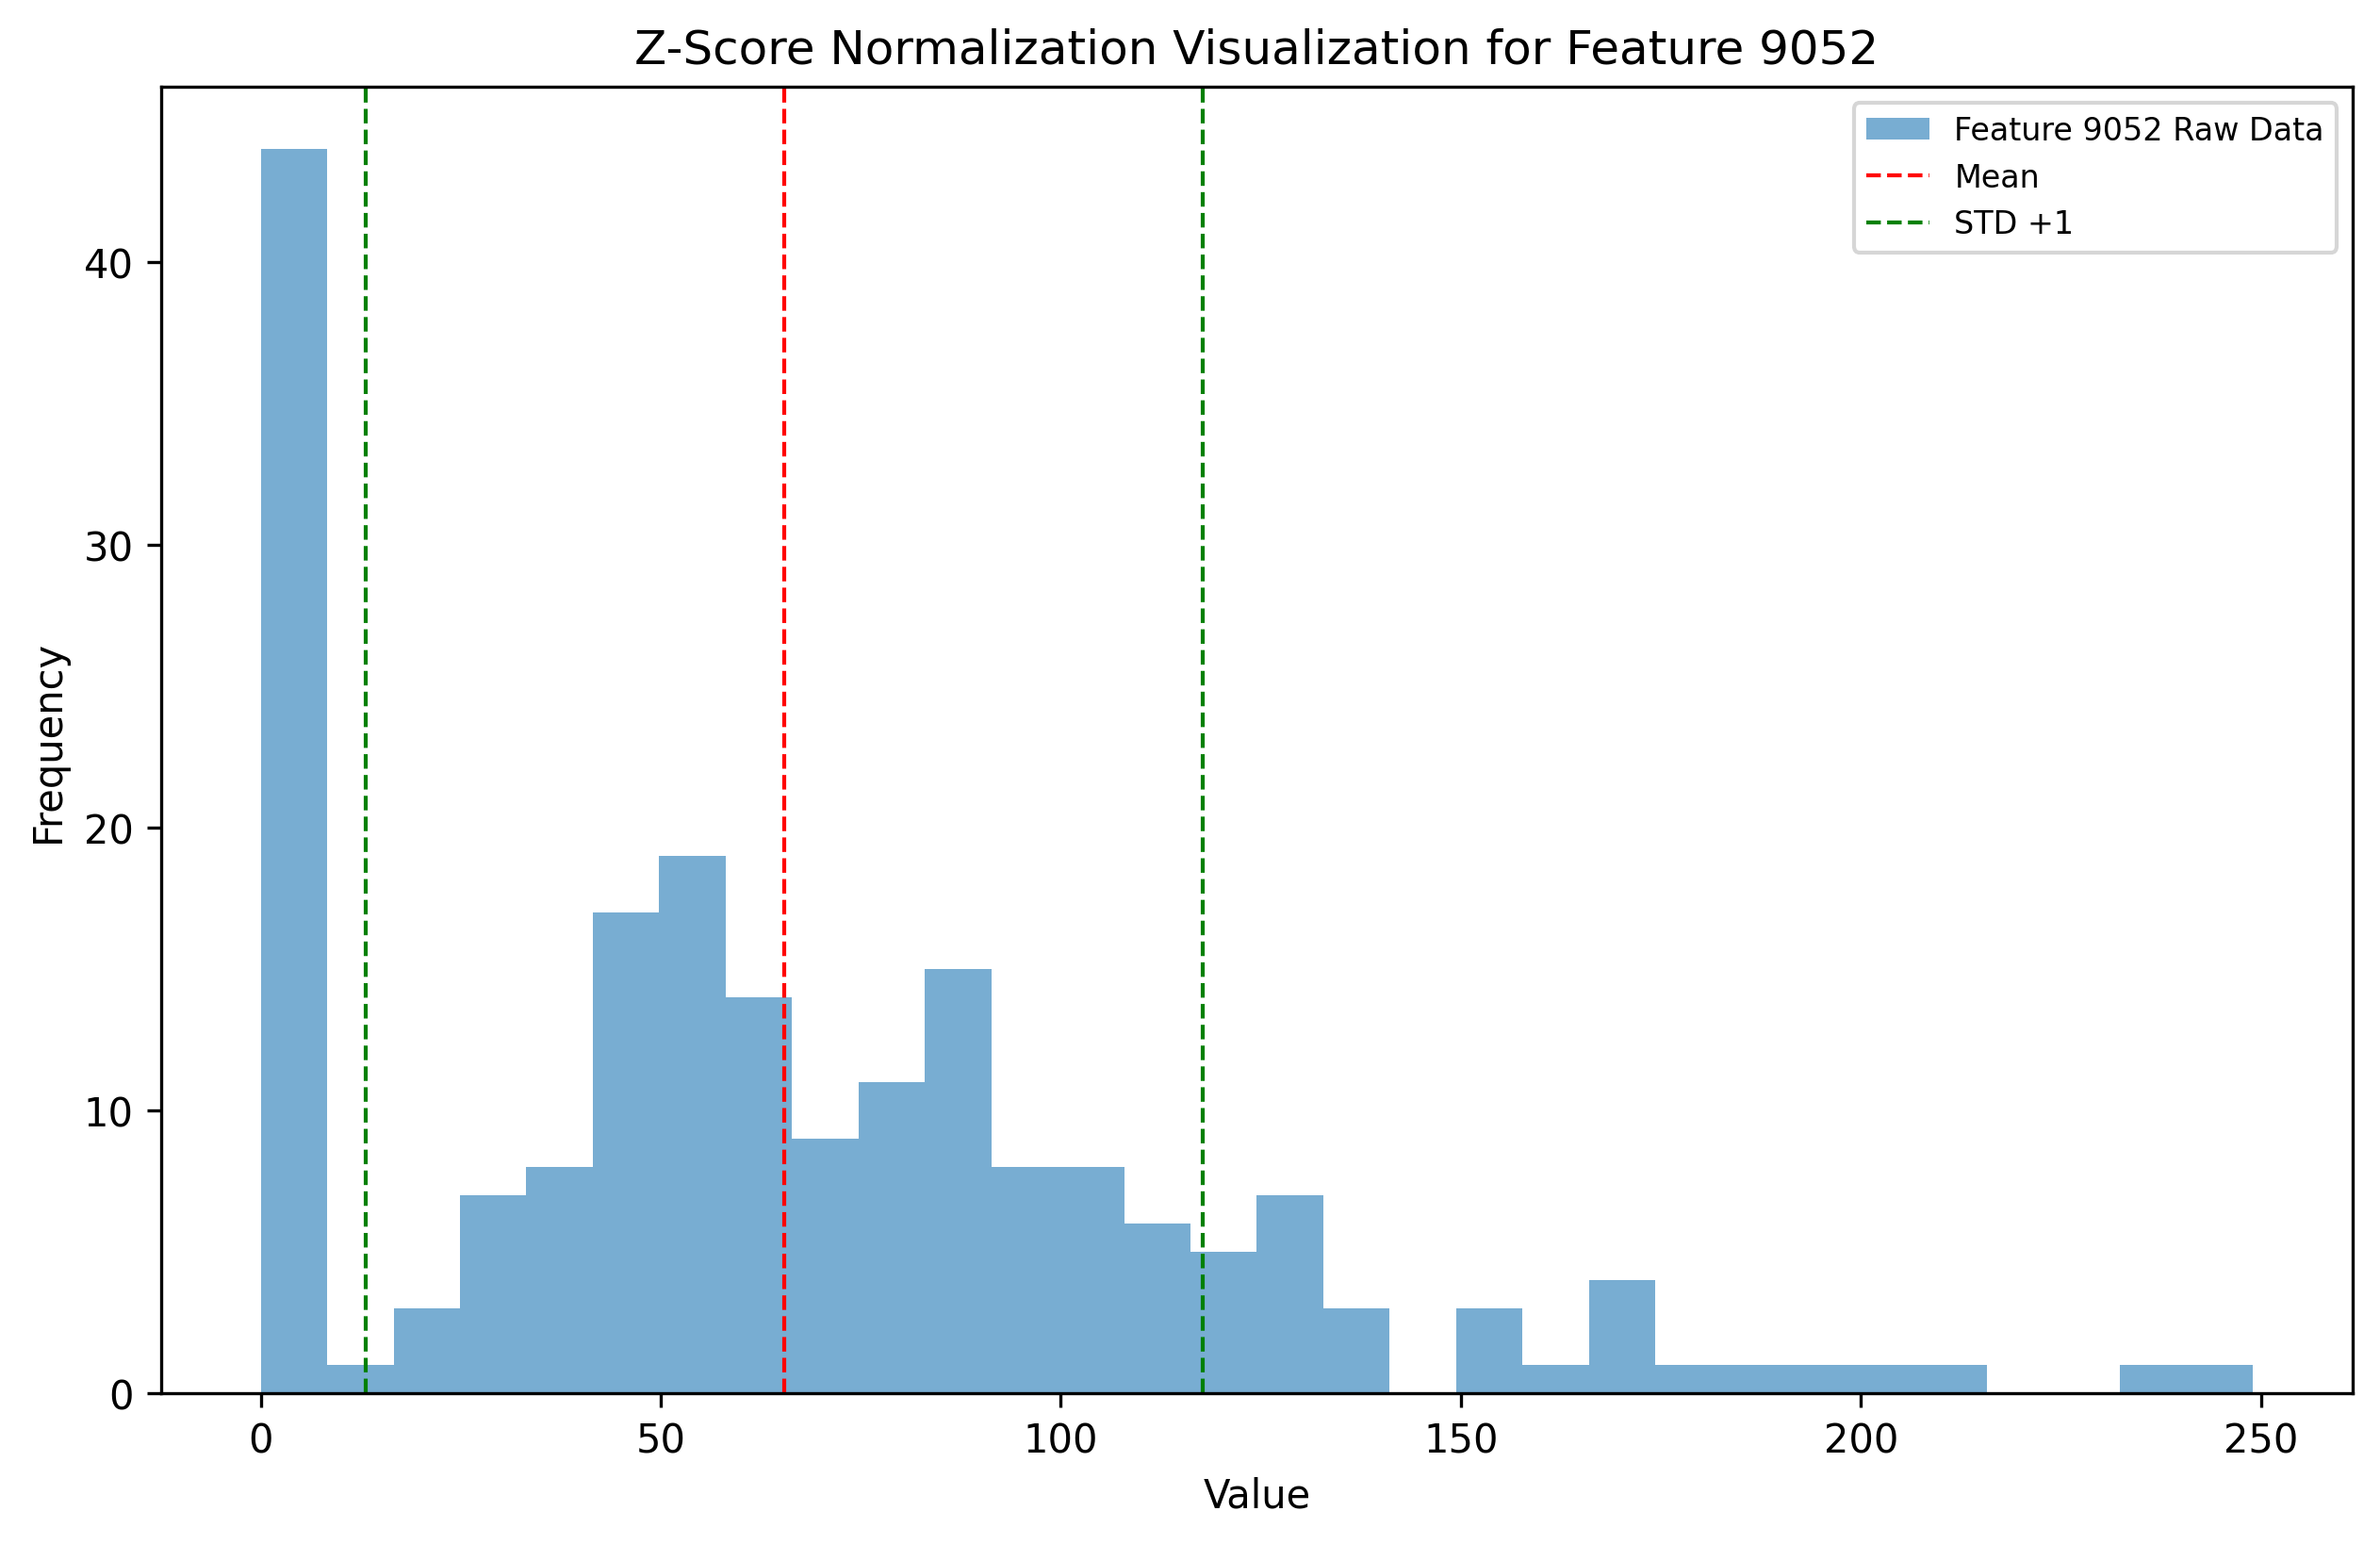 Z-Score Normalization Visualization for Feature 9052
Feature 9052 Raw Data
Mean
STD +1
40
30
20
10
0
Frequency
0 50 100 150 200 250
Value